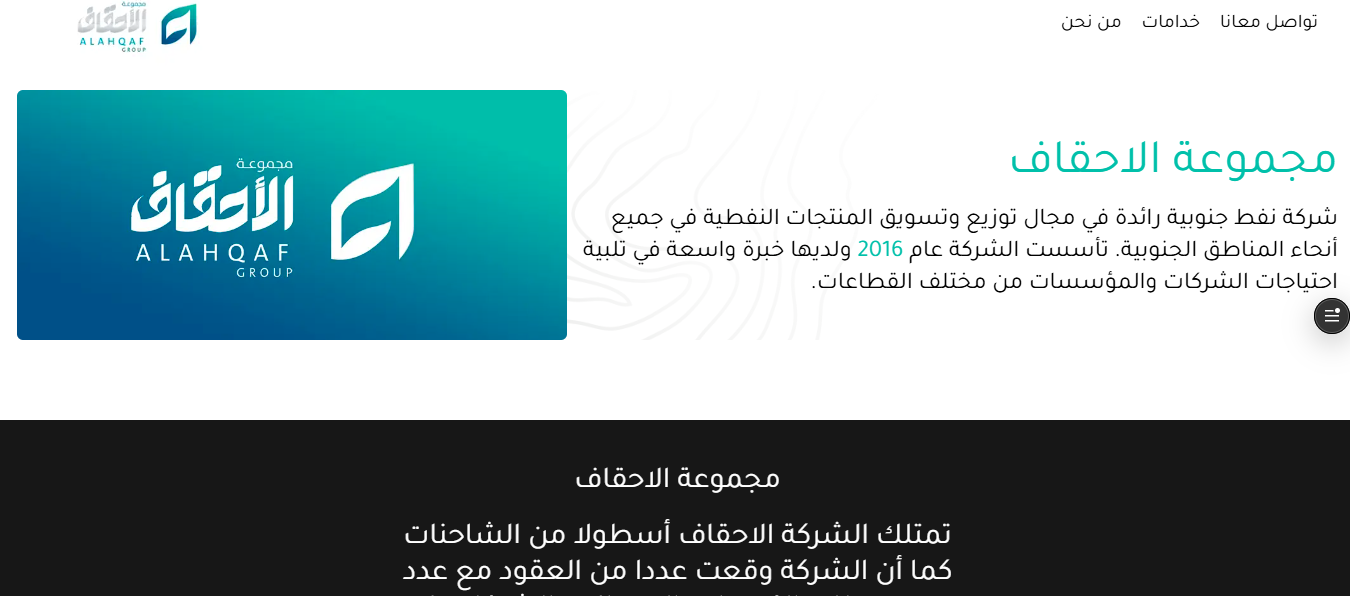 تواصل معانا
خدامات
من نحن
مجموعة
الأحقاف
ALAHQAF
GROUP
مجموعة الاحقاف
شركة نفط جنوبية رائدة في مجال توزيع وتسويق المنتجات النفطية في جميع
أنحاء المناطق الجنوبية. تأسست الشركة عام 2016 ولديها خبرة واسعة في تلبية
احتياجات الشركات والمؤسسات من مختلف القطاعات.
مجموعة
الأحقاف
ALAHQAF
GROUP
مجموعة الاحقاف
تمتلك الشركة الاحقاف أسطولا من الشاحنات
كما أن الشركة وقعت عددا من العقود مع عدد